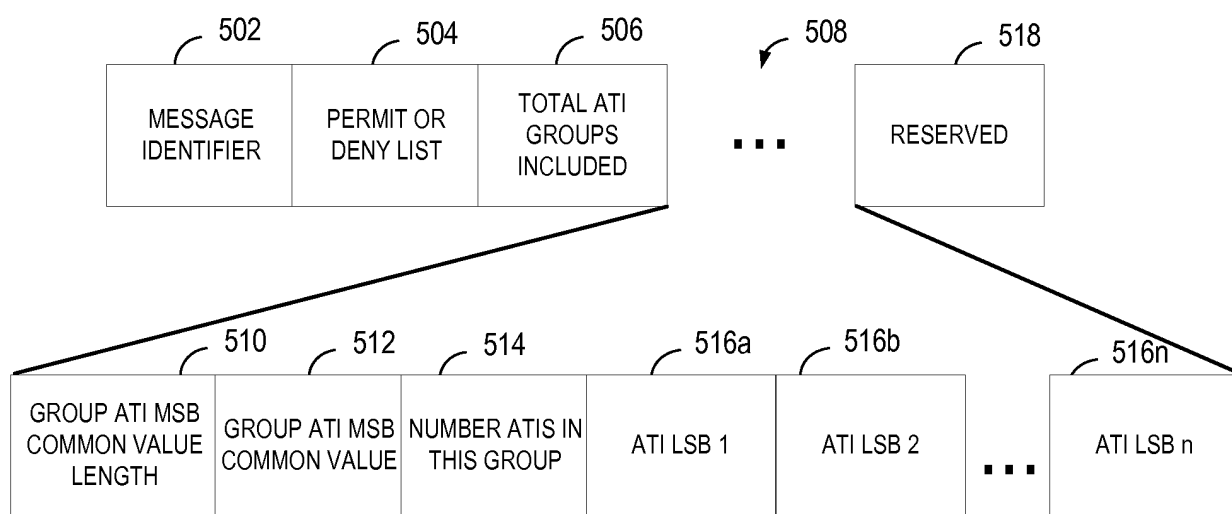 502
504
506
508
518
MESSAGE
IDENTIFIER
PERMIT OR
DENY LIST
TOTAL ATI
GROUPS
INCLUDED
...
RESERVED
510
512
514
516a
516b
516n
GROUP ATI MSB
COMMON VALUE
LENGTH
GROUP ATI MSB
COMMON VALUE
NUMBER ATIS IN
THIS GROUP
ATI LSB 1
ATI LSB 2
...
ATI LSB n